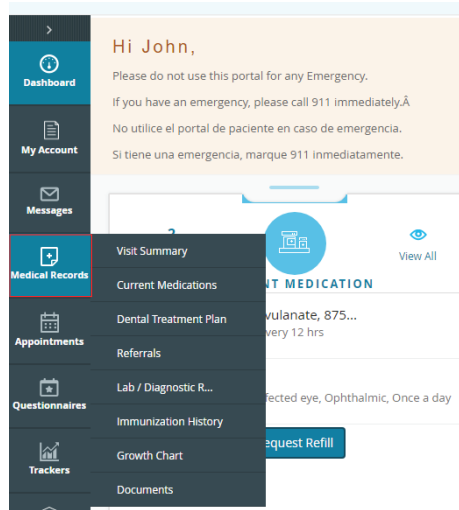 Hi John,
Please do not use this portal for any Emergency.
If you have an emergency, please call 911 immediately.Â
No utilice el portal de paciente en caso de emergencia.
Si tiene una emergencia, marque 911 inmediatamente.
Dashboard
My Account
Messages
Medical Records
Appointments
Questionnaires
Trackers
Visit Summary
Current Medications
Dental Treatment Plan
Referrals
Lab / Diagnostic R...
Immunization History
Growth Chart
Documents
View All
NT MEDICATION
vulanate, 875...
very 12 hrs
fected eye, Ophthalmic, Once a day
equest Refill